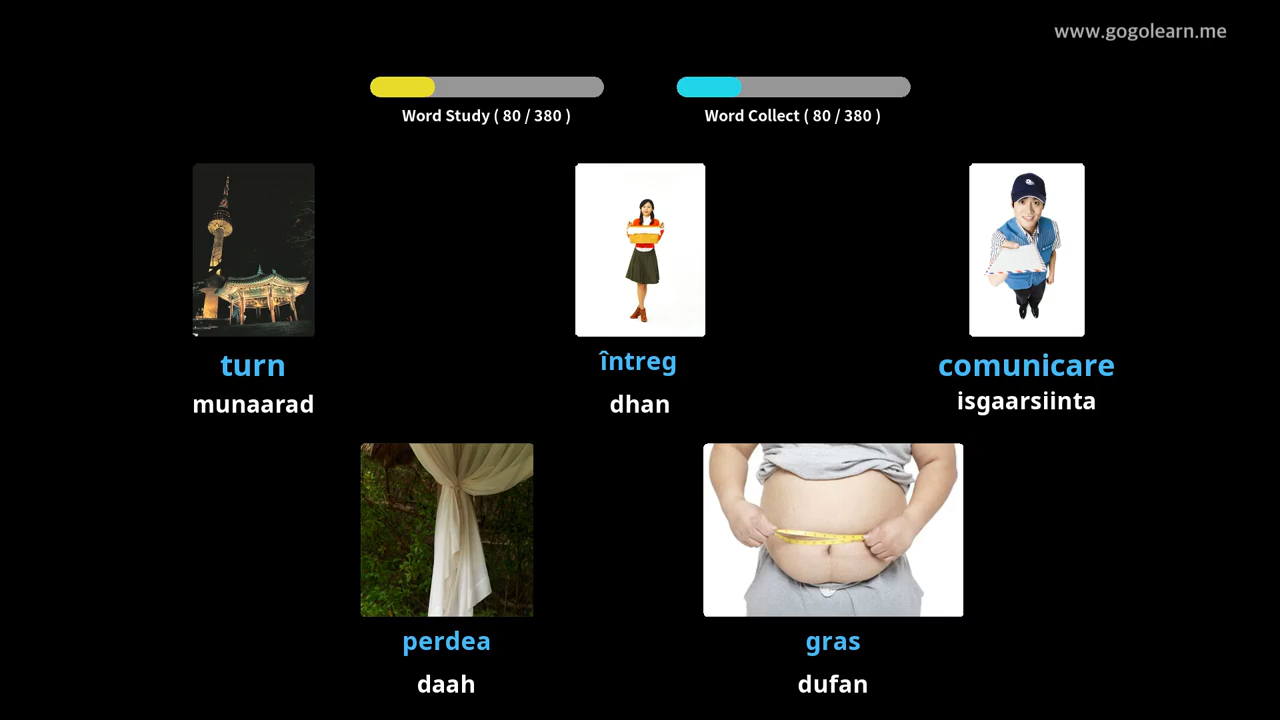 www.gogolearn.me
Word Study ( 80 / 380 )
Word Collect ( 80 / 380 )
turn
munaarad
întreg
dhan
comunicare
isgaarsiinta
perdea
daah
gras
dufan